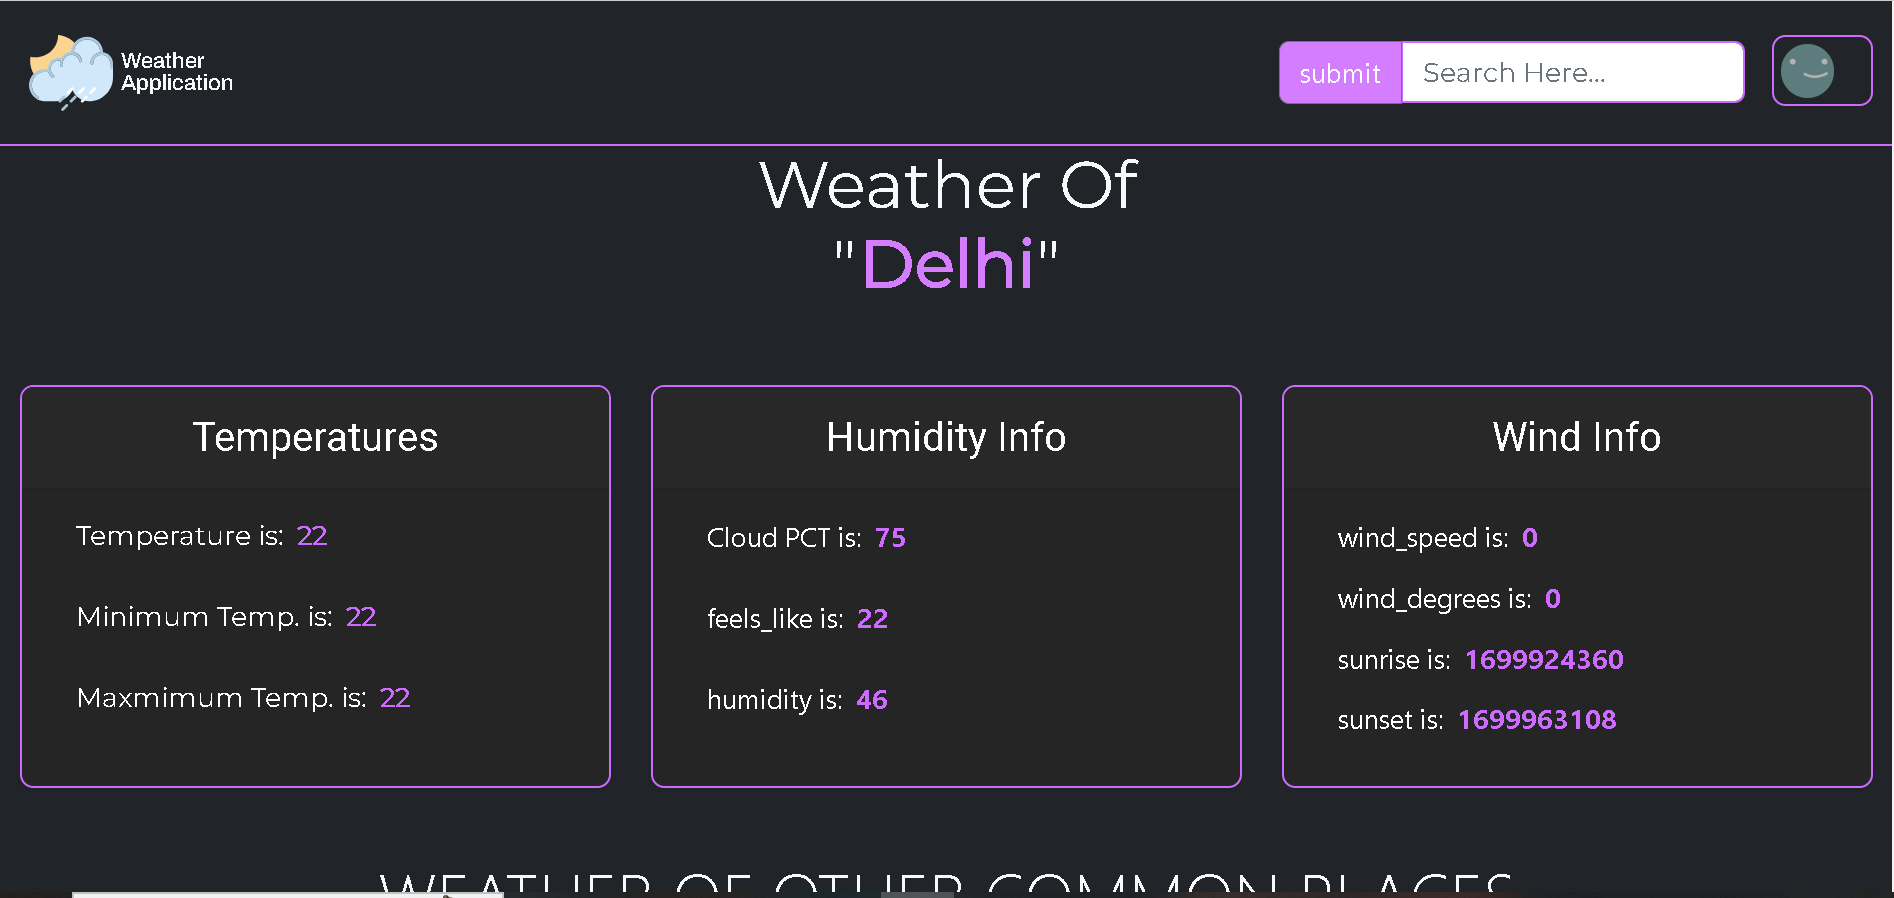 Weather
Application
submit
Search Here...
Weather Of
"Delhi"
Temperatures
Temperature is: 22
Minimum Temp. is: 22
Maxmimum Temp. is: 22
Humidity Info
Cloud PCT is: 75
feels_like is: 22
humidity is: 46
Wind Info
wind_speed is: 0
wind_degrees is: 0
sunrise is: 1699924360
sunset is: 1699963108
WEATHER OF OTHER COMMON PLACES